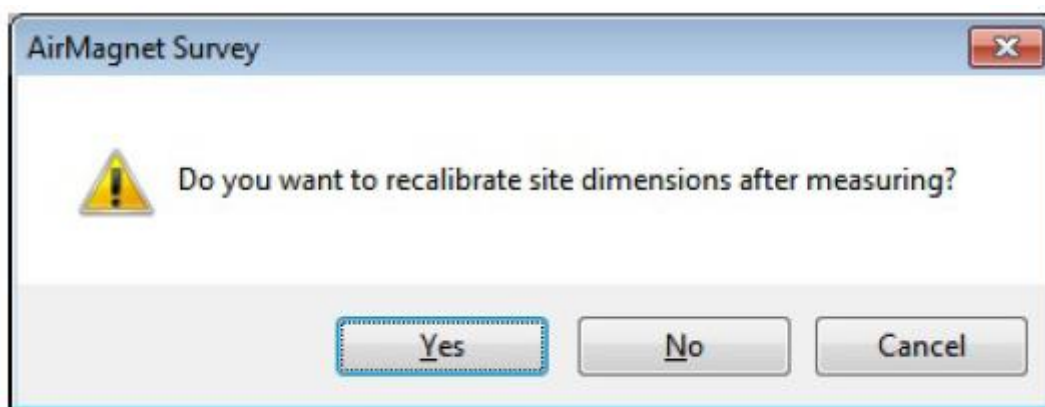 AirMagnet Survey
Do you want to recalibrate site dimensions after measuring?
Yes No Cancel